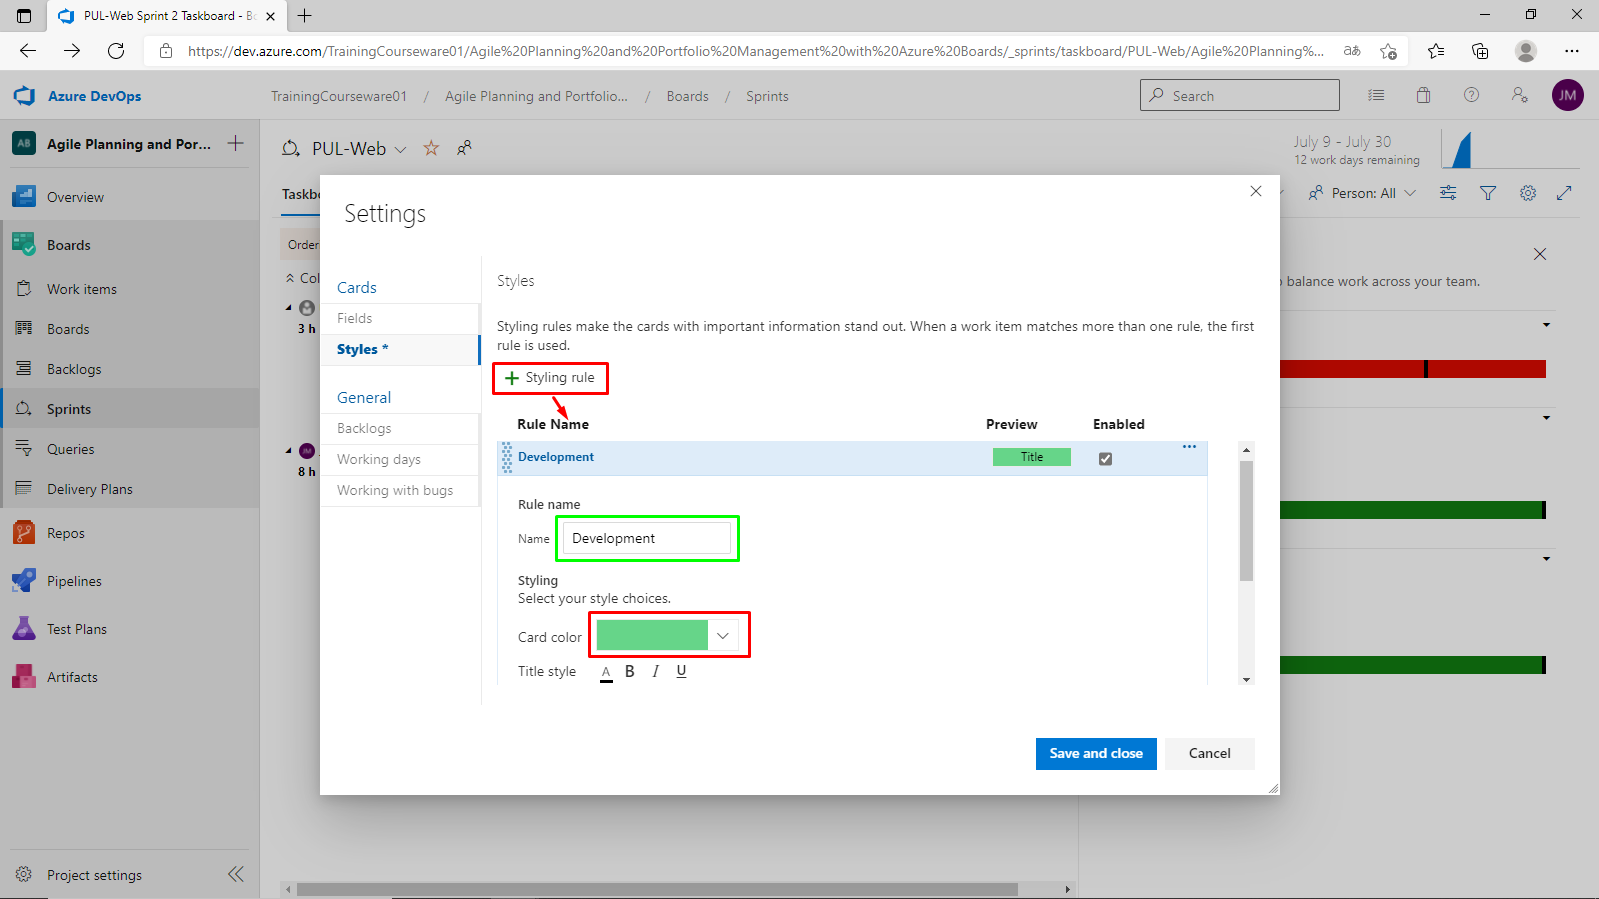 PUL-Web Sprint 2 Taskboard - Bo
https://dev.azure.com/TrainingCourseware01/Agile%20Planning%20and%20Portfolio%20Management%20with%20Azure%20Boards/_sprints/taskboard/PUL-Web/Agile%20Planning%...
Azure DevOps
TrainingCourseware01 / Agile Planning and Portfolio... / Boards / Sprints
Search
JM
AB
Agile Planning and Por...
PUL-Web
July 9 - July 30
12 work days remaining
Taskbo
Person: All
Overview
Boards
Work items
Boards
Backlogs
Sprints
Queries
Delivery Plans
Repos
Pipelines
Test Plans
Artifacts
Project settings
Order
Col
3 h
JM
8 h
o balance work across your team.
Settings
Cards
Fields
Styles *
General
Backlogs
Working days
Working with bugs
Styles
Styling rules make the cards with important information stand out. When a work item matches more than one rule, the first
rule is used.
+ Styling rule
Rule Name Preview Enabled
Development Title ...
Rule name
Name Development
Styling
Select your style choices.
Card color
Title style A B I U
Save and close Cancel